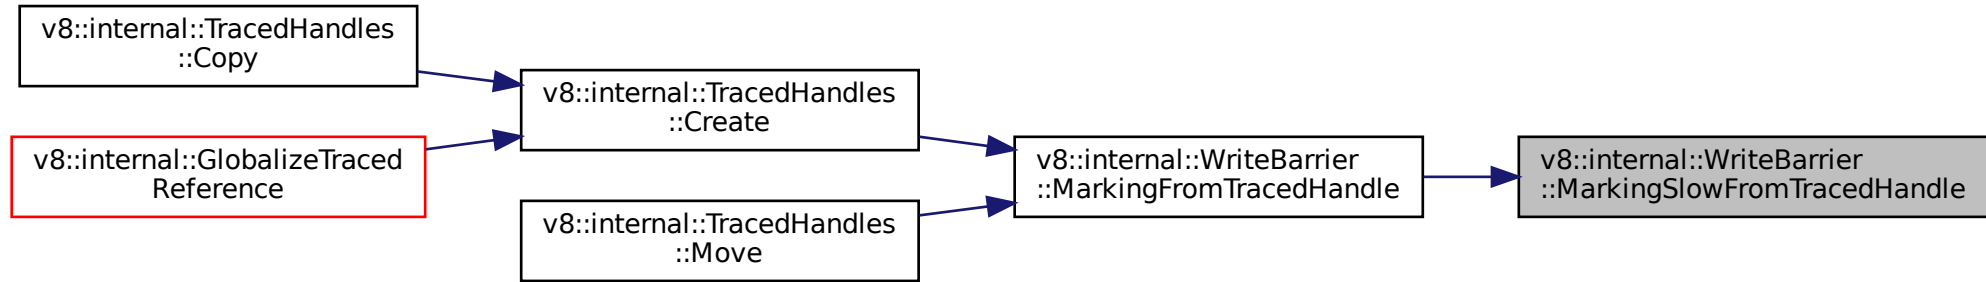 v8::internal::TracedHandles
::Copy
v8::internal::GlobalizeTraced
Reference
v8::internal::TracedHandles
::Create
v8::internal::TracedHandles
::Move
v8::internal::WriteBarrier
::MarkingFromTracedHandle
v8::internal::WriteBarrier
::MarkingSlowFromTracedHandle